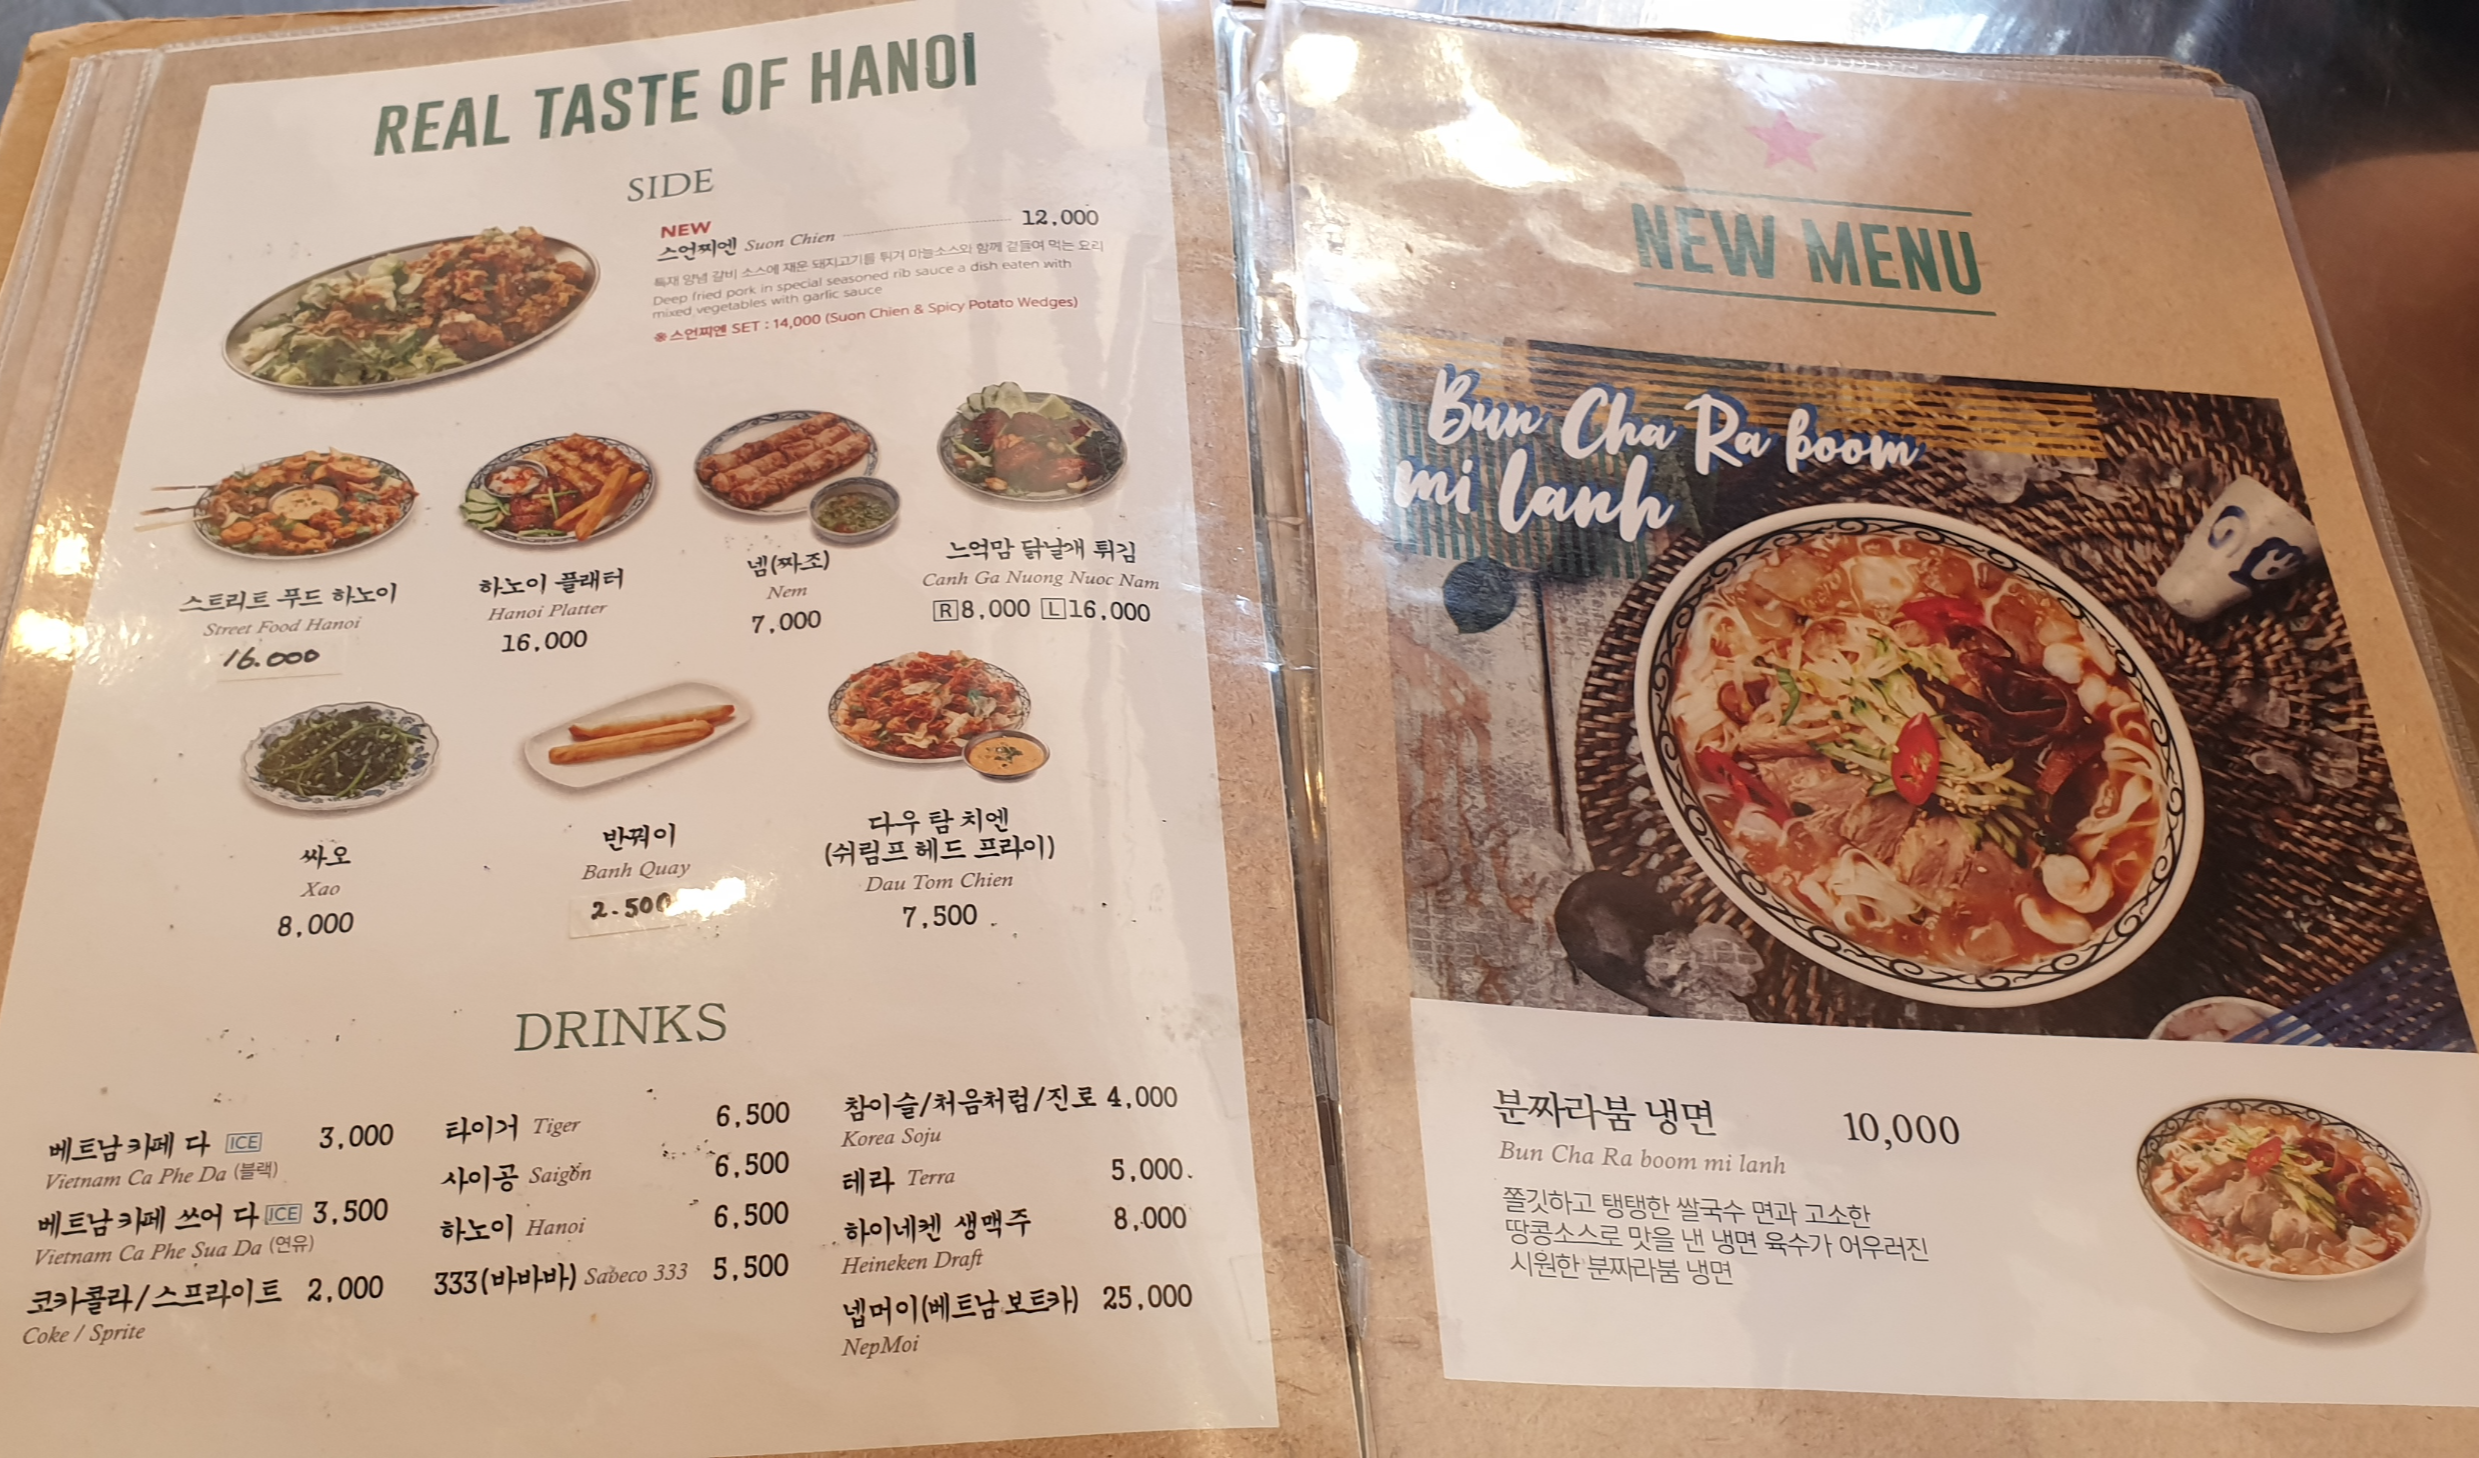 REAL TASTE OF HANOI
SIDE
NEW
스언찌엔 Suon Chien 12,000
특재 양념 갈비 소스에 재운 돼지고기를 튀겨 마늘소스와 함께 곁들여 먹는 요리
Deep fried pork in special seasoned rib sauce a dish eaten with
mixed vegetables with garlic sauce
※스언찌엔 SET : 14,000 (Suon Chien & Spicy Potato Wedges)
스트리트 푸드 하노이
Street Food Hanoi
16.000
하노이 플래터
Hanoi Platter
16,000
넴(짜조)
Nem
7,000
느억맘 닭날개 튀김
Canh Ga Nuong Nuoc Nam
R 8,000 L 16,000
싸오
Xao
8,000
반꿔이
Banh Quay
2.500
다우 탐 치엔
(쉬림프 헤드 프라이)
Dau Tom Chien
7,500
DRINKS
베트남 카페 다 ICE 3,000
Vietnam Ca Phe Da (블랙)
베트남 카페 쓰어 다 ICE 3,500
Vietnam Ca Phe Sua Da (연유)
코카콜라/스프라이트 2,000
Coke / Sprite
타이거 Tiger 6,500
사이공 Saigon 6,500
하노이 Hanoi 6,500
333(바바바) Sabeco 333 5,500
참이슬/처음처럼/진로 4,000
Korea Soju
테라 Terra 5,000
하이네켄 생맥주 8,000
Heineken Draft
넵머이(베트남 보트카) 25,000
NepMoi
NEW MENU
Bun Cha Ra boom
mi lanh
분짜라붐 냉면 10,000
Bun Cha Ra boom mi lanh
쫄깃하고 탱탱한 쌀국수 면과 고소한
땅콩소스로 맛을 낸 냉면 육수가 어우러진
시원한 분짜라붐 냉면